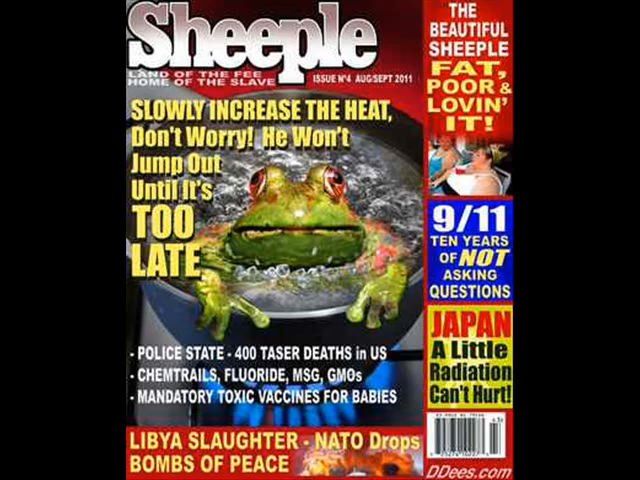 Sheeple
LAND OF THE FEE
HOME OF THE SLAVE
ISSUE Nº4 AUG/SEPT 2011
SLOWLY INCREASE THE HEAT,
Don't Worry! He Won't
Jump Out
Until It's
TOO
LATE
- POLICE STATE - 400 TASER DEATHS in US
- CHEMTRAILS, FLUORIDE, MSG, GMOs
- MANDATORY TOXIC VACCINES FOR BABIES
LIBYA SLAUGHTER - NATO Drops
BOMBS OF PEACE
THE
BEAUTIFUL
SHEEPLE
FAT,
POOR &
LOVIN'
IT!
9/11
TEN YEARS
OF NOT
ASKING
QUESTIONS
JAPAN
A Little
Radiation
Can't Hurt!
DDees.com